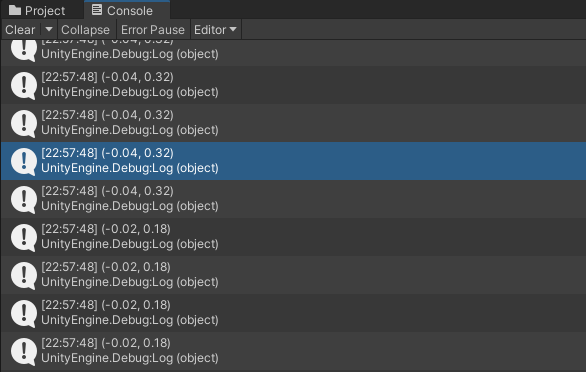 Project
Console
Clear
Collapse
Error Pause
Editor
UnityEngine.Debug:Log (object)
[22:57:48] (-0.04, 0.32)
UnityEngine.Debug:Log (object)
[22:57:48] (-0.04, 0.32)
UnityEngine.Debug:Log (object)
[22:57:48] (-0.04, 0.32)
UnityEngine.Debug:Log (object)
[22:57:48] (-0.04, 0.32)
UnityEngine.Debug:Log (object)
[22:57:48] (-0.02, 0.18)
UnityEngine.Debug:Log (object)
[22:57:48] (-0.02, 0.18)
UnityEngine.Debug:Log (object)
[22:57:48] (-0.02, 0.18)
UnityEngine.Debug:Log (object)
[22:57:48] (-0.02, 0.18)
UnityEngine.Debug:Log (object)